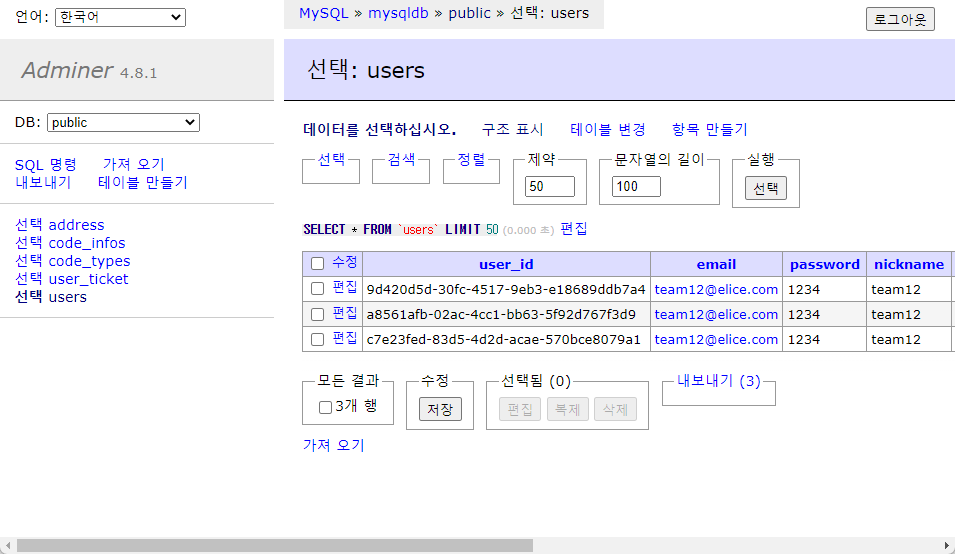 언어: 한국어
MySQL » mysqldb » public » 선택: users
로그아웃
Adminer 4.8.1
선택: users
DB: public
SQL 명령 가져 오기
내보내기 테이블 만들기
선택 address
선택 code_infos
선택 code_types
선택 user_ticket
선택 users
데이터를 선택하십시오. 구조 표시 테이블 변경 항목 만들기
선택 검색 정렬 제약 문자열의 길이 실행
50 100 선택
SELECT * FROM `users` LIMIT 50 (0.000 초) 편집
수정 user_id email password nickname
편집 9d420d5d-30fc-4517-9eb3-e18689ddb7a4 team12@elice.com 1234 team12
편집 a8561afb-02ac-4cc1-bb63-5f92d767f3d9 team12@elice.com 1234 team12
편집 c7e23fed-83d5-4d2d-acae-570bce8079a1 team12@elice.com 1234 team12
모든 결과 수정 선택됨 (0) 내보내기 (3)
3개 행 저장 편집 복제 삭제
가져 오기